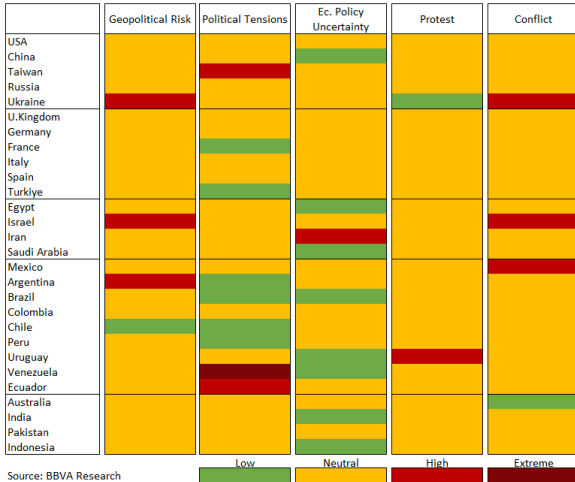 Geopolitical Risk Political Tensions Ec. Policy Uncertainty Protest Conflict
USA
China
Taiwan
Russia
Ukraine
U.Kingdom
Germany
France
Italy
Spain
Turkiye
Egypt
Israel
Iran
Saudi Arabia
Mexico
Argentina
Brazil
Colombia
Chile
Peru
Uruguay
Venezuela
Ecuador
Australia
India
Pakistan
Indonesia
Low Neutral High Extreme
Source: BBVA Research